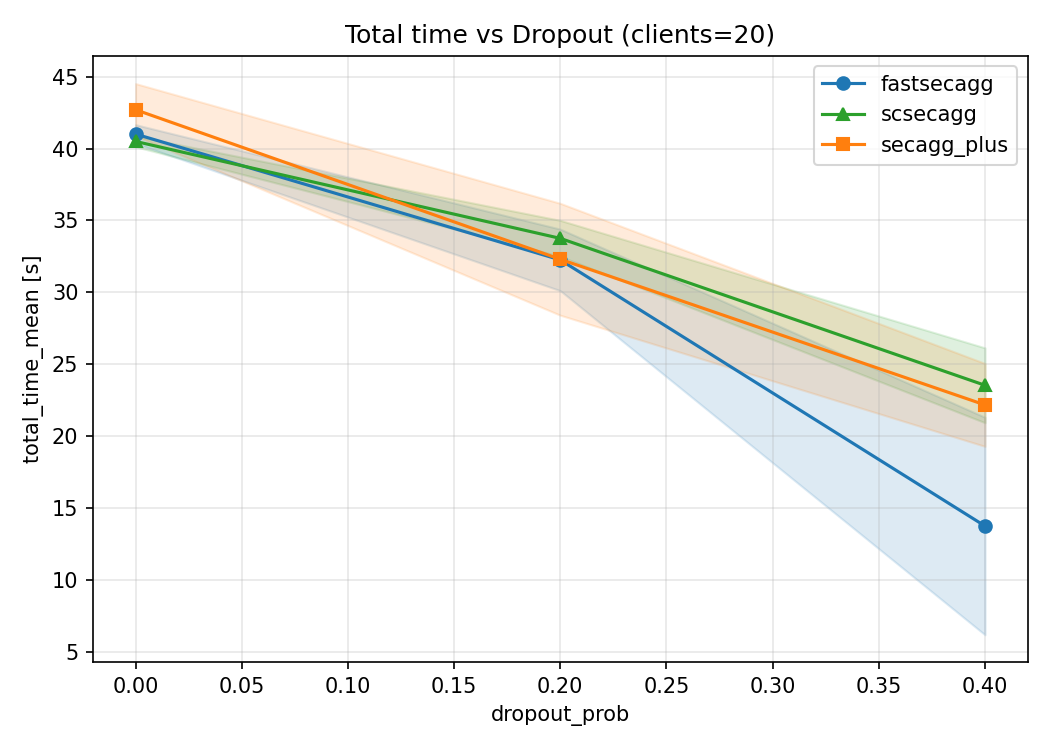 Total time vs Dropout (clients=20)
fastsecagg
scsecagg
secagg_plus
total_time_mean [s]
45
40
35
30
25
20
15
10
5
0.00 0.05 0.10 0.15 0.20 0.25 0.30 0.35 0.40
dropout_prob